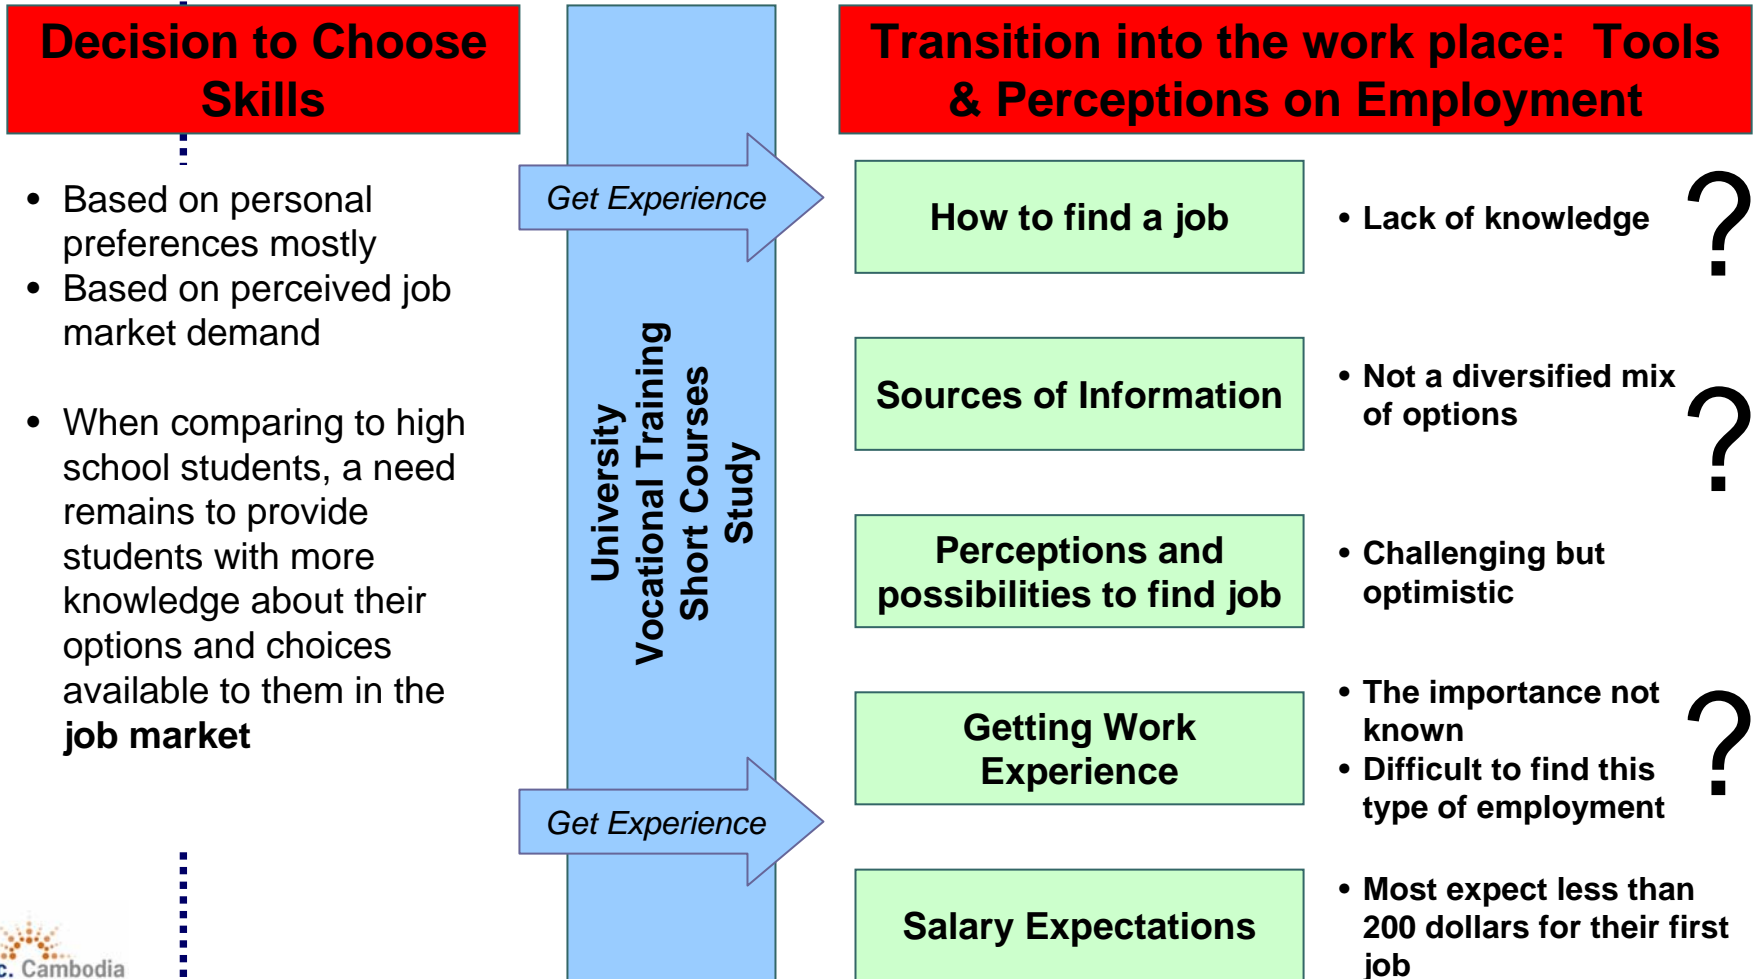 Decision to Choose
Skills
• Based on personal
preferences mostly
• Based on perceived job
market demand
• When comparing to high
school students, a need
remains to provide
students with more
knowledge about their
options and choices
available to them in the
job market
Get Experience
University
Vocational Training
Short Courses
Study
Get Experience
Transition into the work place: Tools
& Perceptions on Employment
How to find a job
• Lack of knowledge
?
Sources of Information
• Not a diversified mix
of options
?
Perceptions and
possibilities to find job
• Challenging but
optimistic
Getting Work
Experience
• The importance not
known
• Difficult to find this
type of employment
?
Salary Expectations
• Most expect less than
200 dollars for their first
job
c. Cambodia